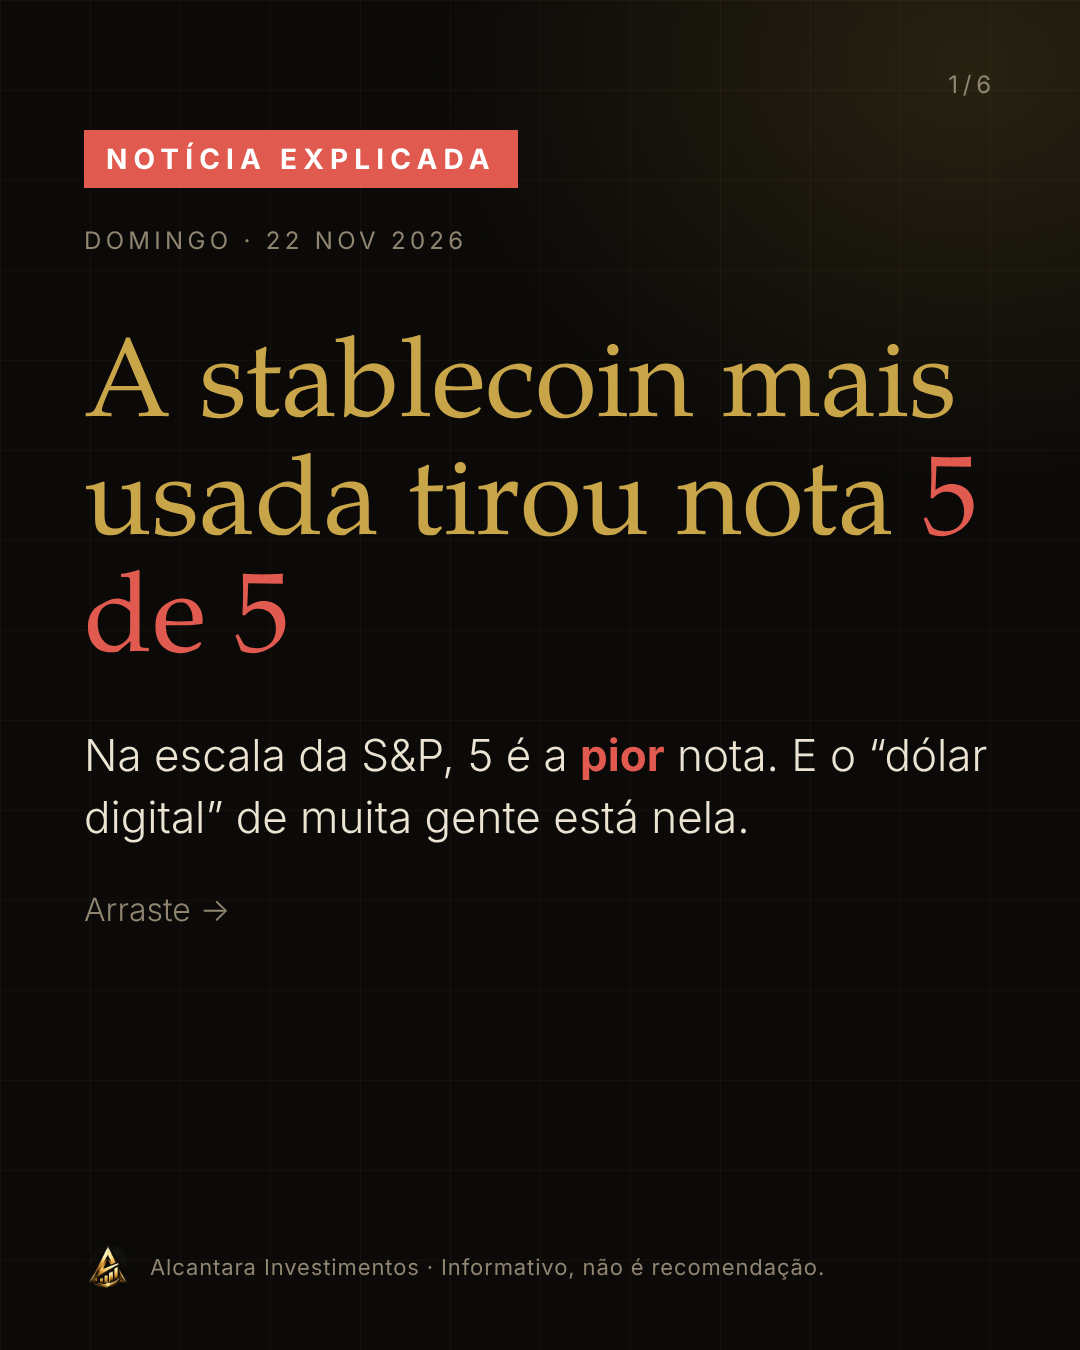 1/6
NOTÍCIA EXPLICADA
DOMINGO · 22 NOV 2026
A stablecoin mais
usada tirou nota 5
de 5
Na escala da S&P, 5 é a pior nota. E o “dólar
digital” de muita gente está nela.
Arraste →
Alcantara Investimentos · Informativo, não é recomendação.